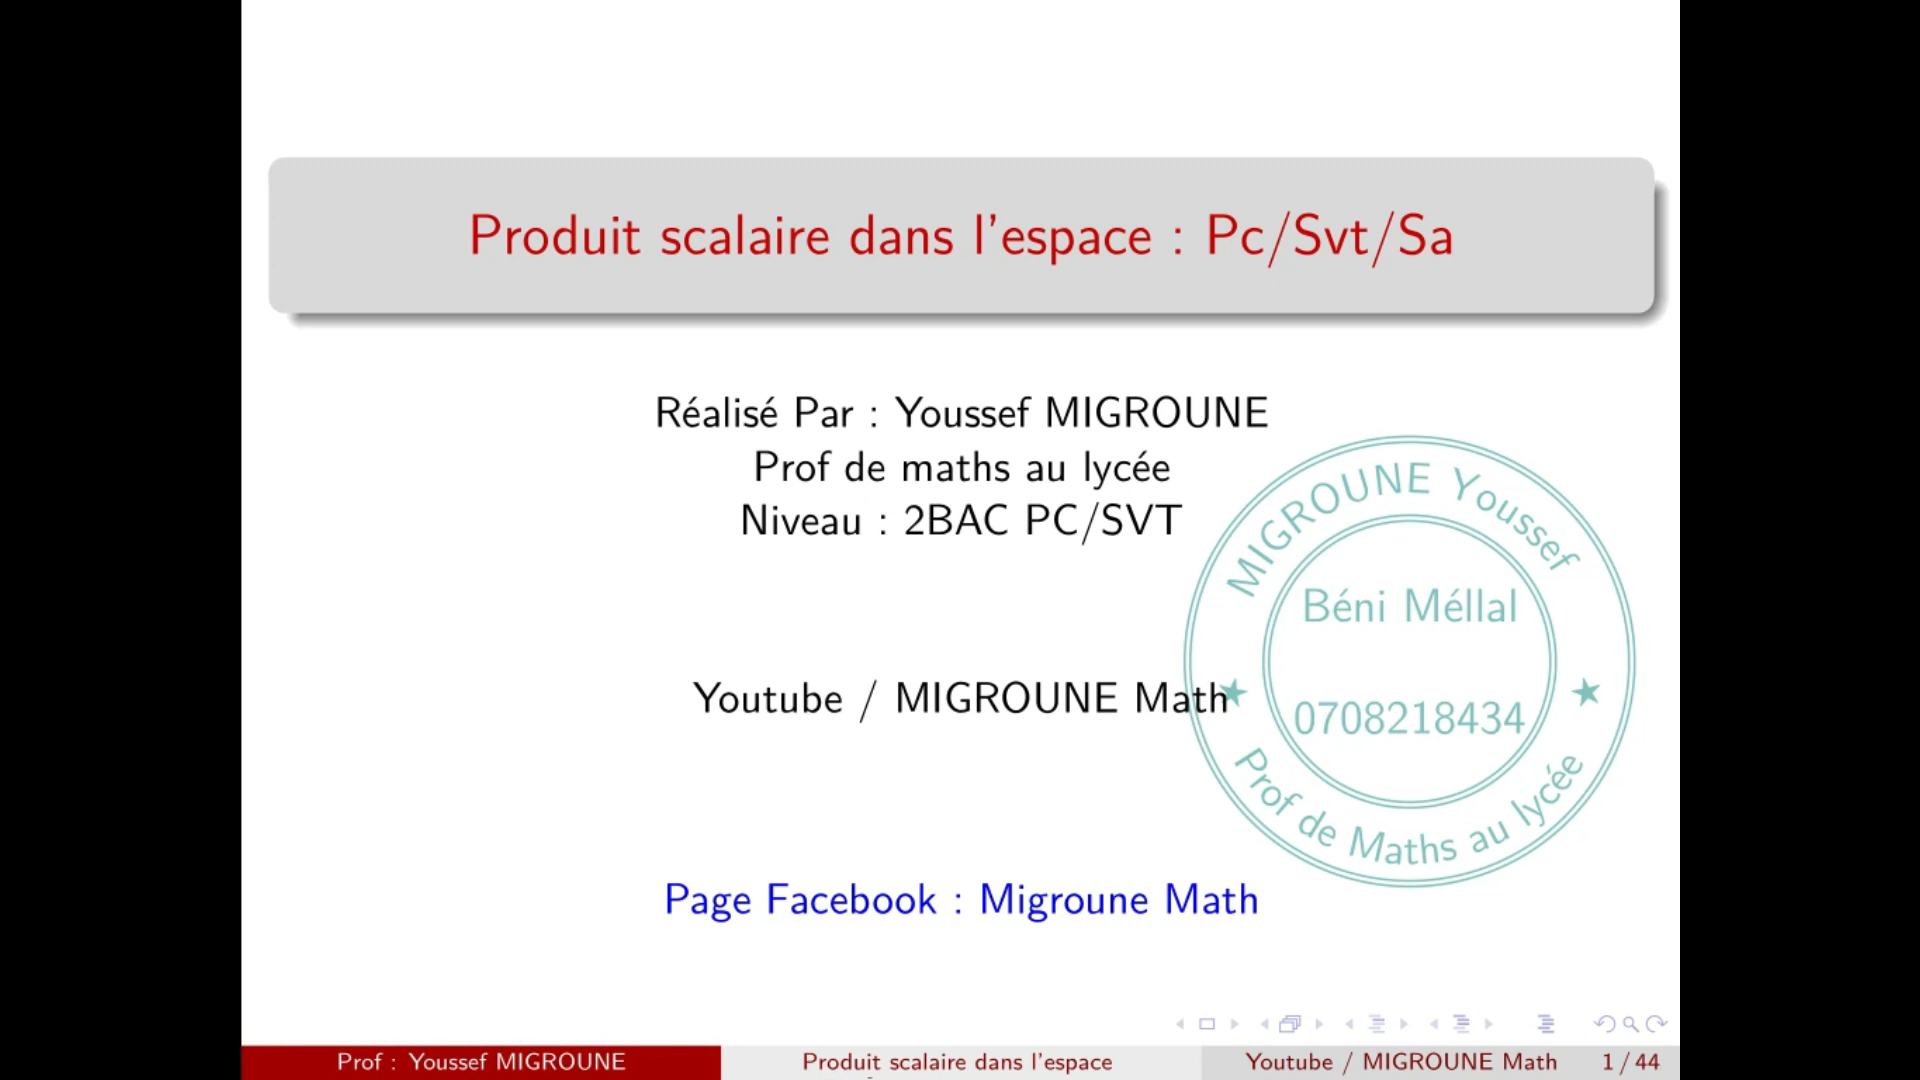 Produit scalaire dans l'espace : Pc/Svt/Sa
Réalisé Par : Youssef MIGROUNE
Prof de maths au lycée
Niveau : 2BAC PC/SVT
Youtube / MIGROUNE Math
Page Facebook : Migroune Math
MIGROUNE Youssef
Béni Méllal
0708218434
Prof de Maths au lycée
Prof : Youssef MIGROUNE
Produit scalaire dans l'espace
Youtube / MIGROUNE Math
1 / 44